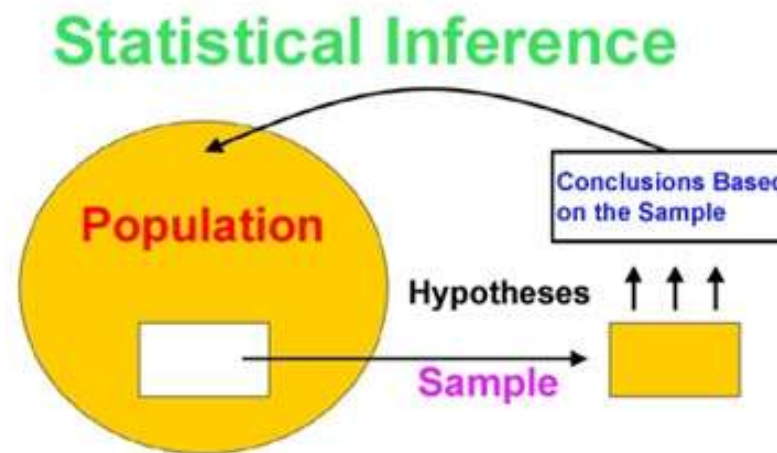 Statistical Inference
Population
Conclusions Based
on the Sample
Hypotheses
Sample